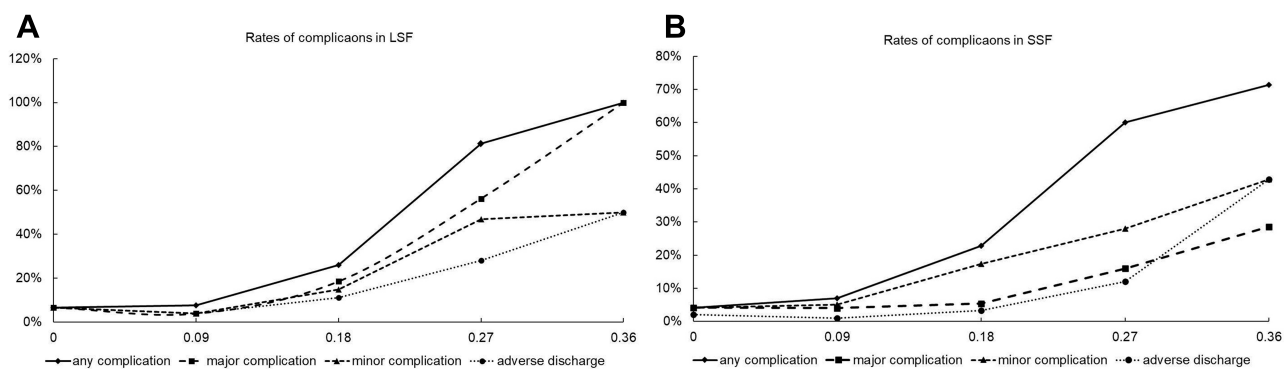 A
Rates of complicaons in LSF
120%
100%
80%
60%
40%
20%
0%
0 0.09 0.18 0.27 0.36
any complication major complication minor complication adverse discharge
B
Rates of complicaons in SSF
80%
70%
60%
50%
40%
30%
20%
10%
0%
0 0.09 0.18 0.27 0.36
any complication major complication minor complication adverse discharge